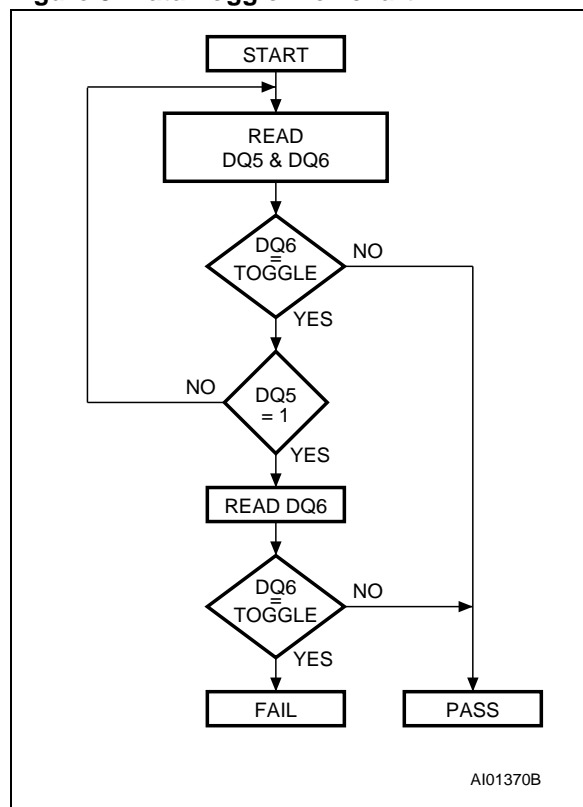 START
READ
DQ5 & DQ6
DQ6
=
TOGGLE
NO
YES
NO
DQ5
= 1
YES
READ DQ6
DQ6
=
TOGGLE
NO
YES
FAIL
PASS
AI01370B